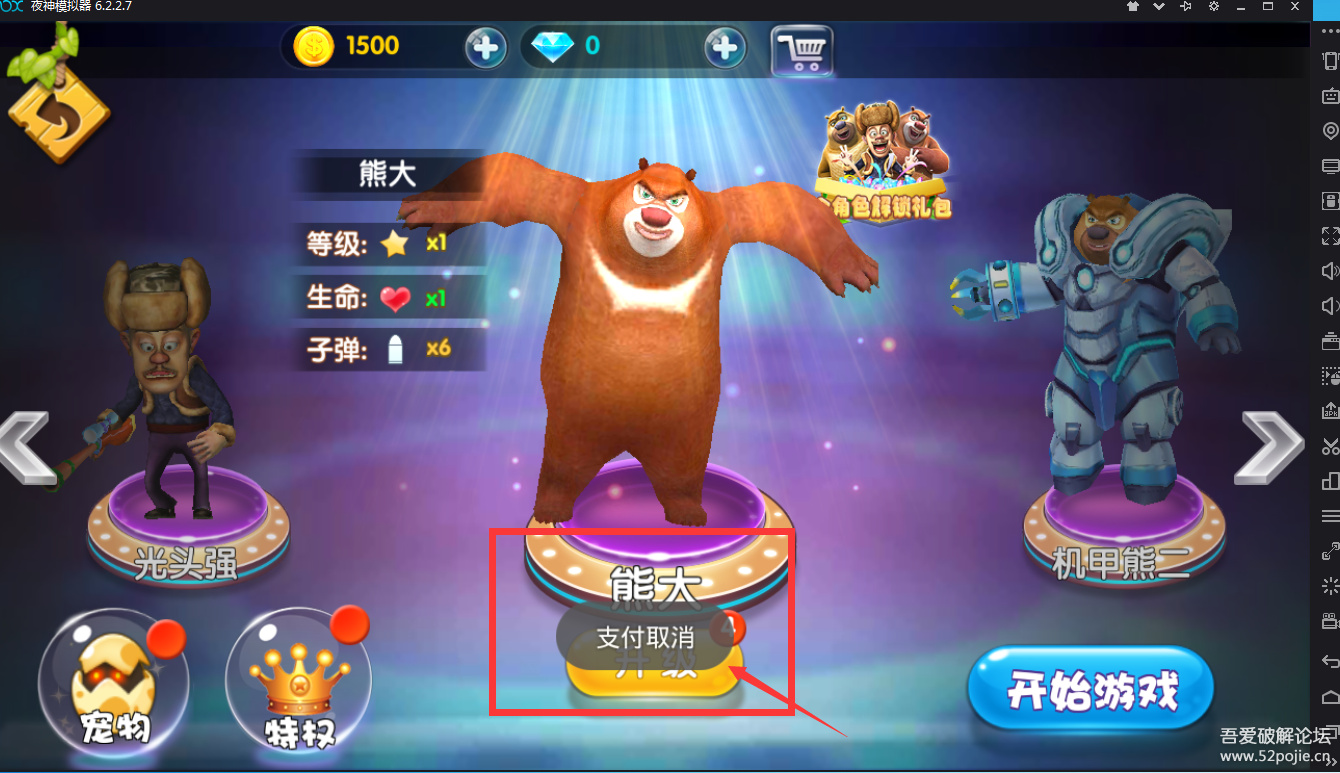 夜神模拟器 6.2.2.7
1500
0
熊大
等级: x1
生命: x1
子弹: x6
角色解锁礼包
光头强
熊大
机甲熊二
4
支付取消
升级
宠物
特权
开始游戏
吾爱破解论坛
www.52pojie.cn